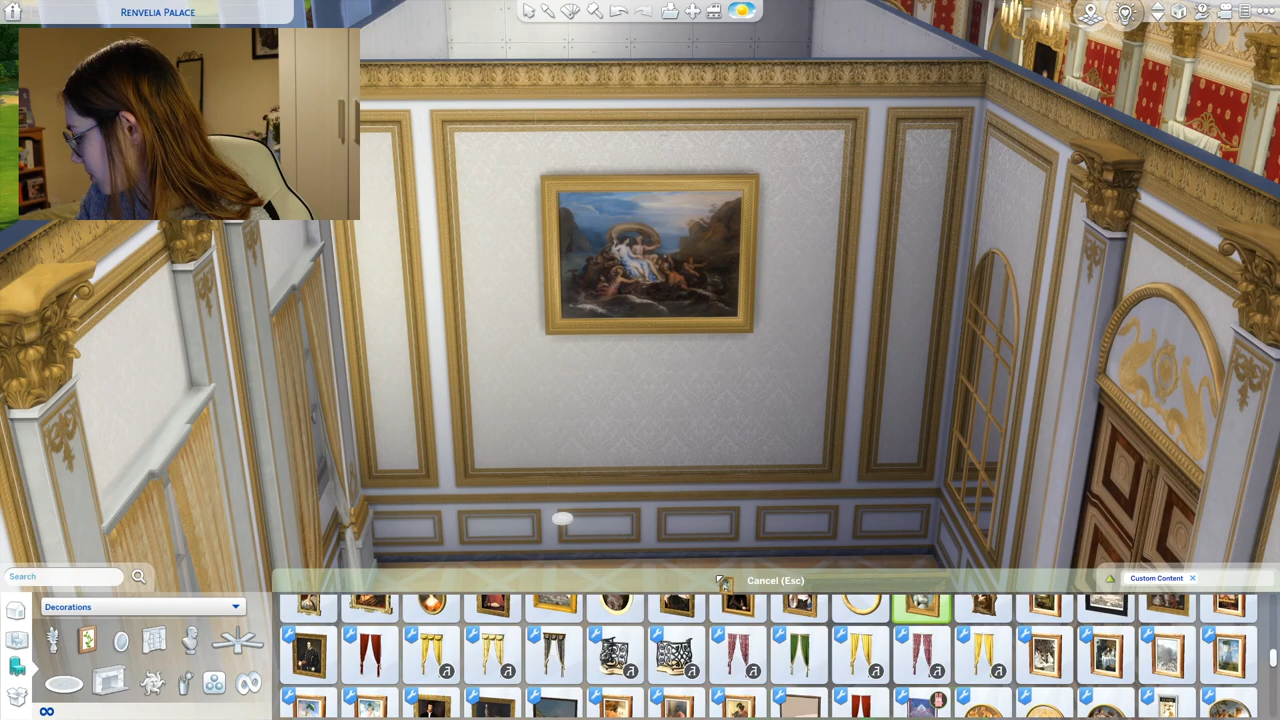 RENVELIA PALACE
Cancel (Esc)
Search
Custom Content
Decorations